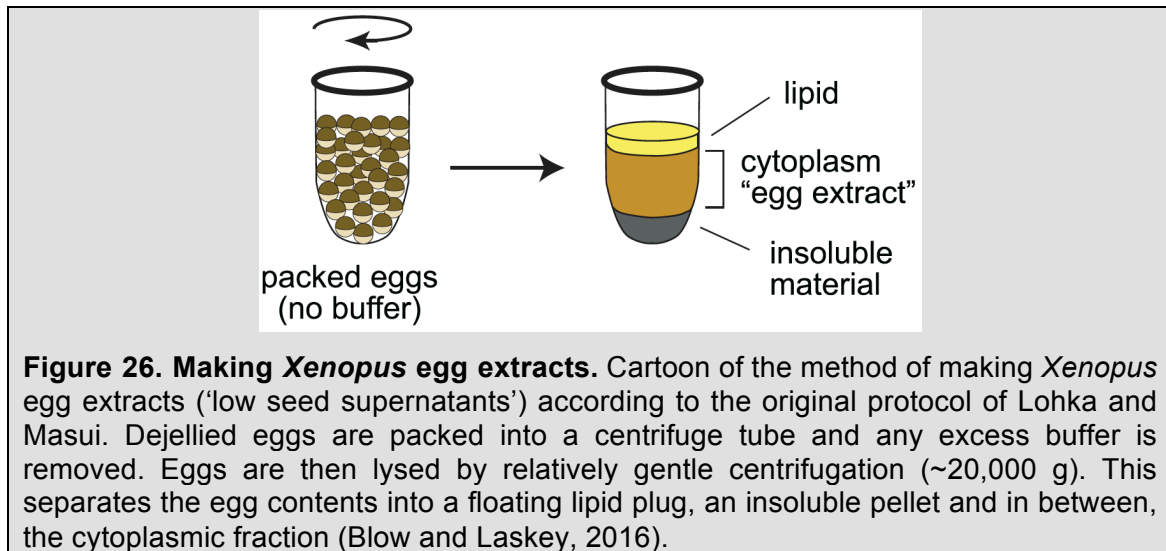 lipid
cytoplasm
“egg extract”
insoluble
material
packed eggs
(no buffer)
Figure 26. Making Xenopus egg extracts. Cartoon of the method of making Xenopus
egg extracts (‘low seed supernatants’) according to the original protocol of Lohka and
Masui. Dejellied eggs are packed into a centrifuge tube and any excess buffer is
removed. Eggs are then lysed by relatively gentle centrifugation (~20,000 g). This
separates the egg contents into a floating lipid plug, an insoluble pellet and in between,
the cytoplasmic fraction (Blow and Laskey, 2016).